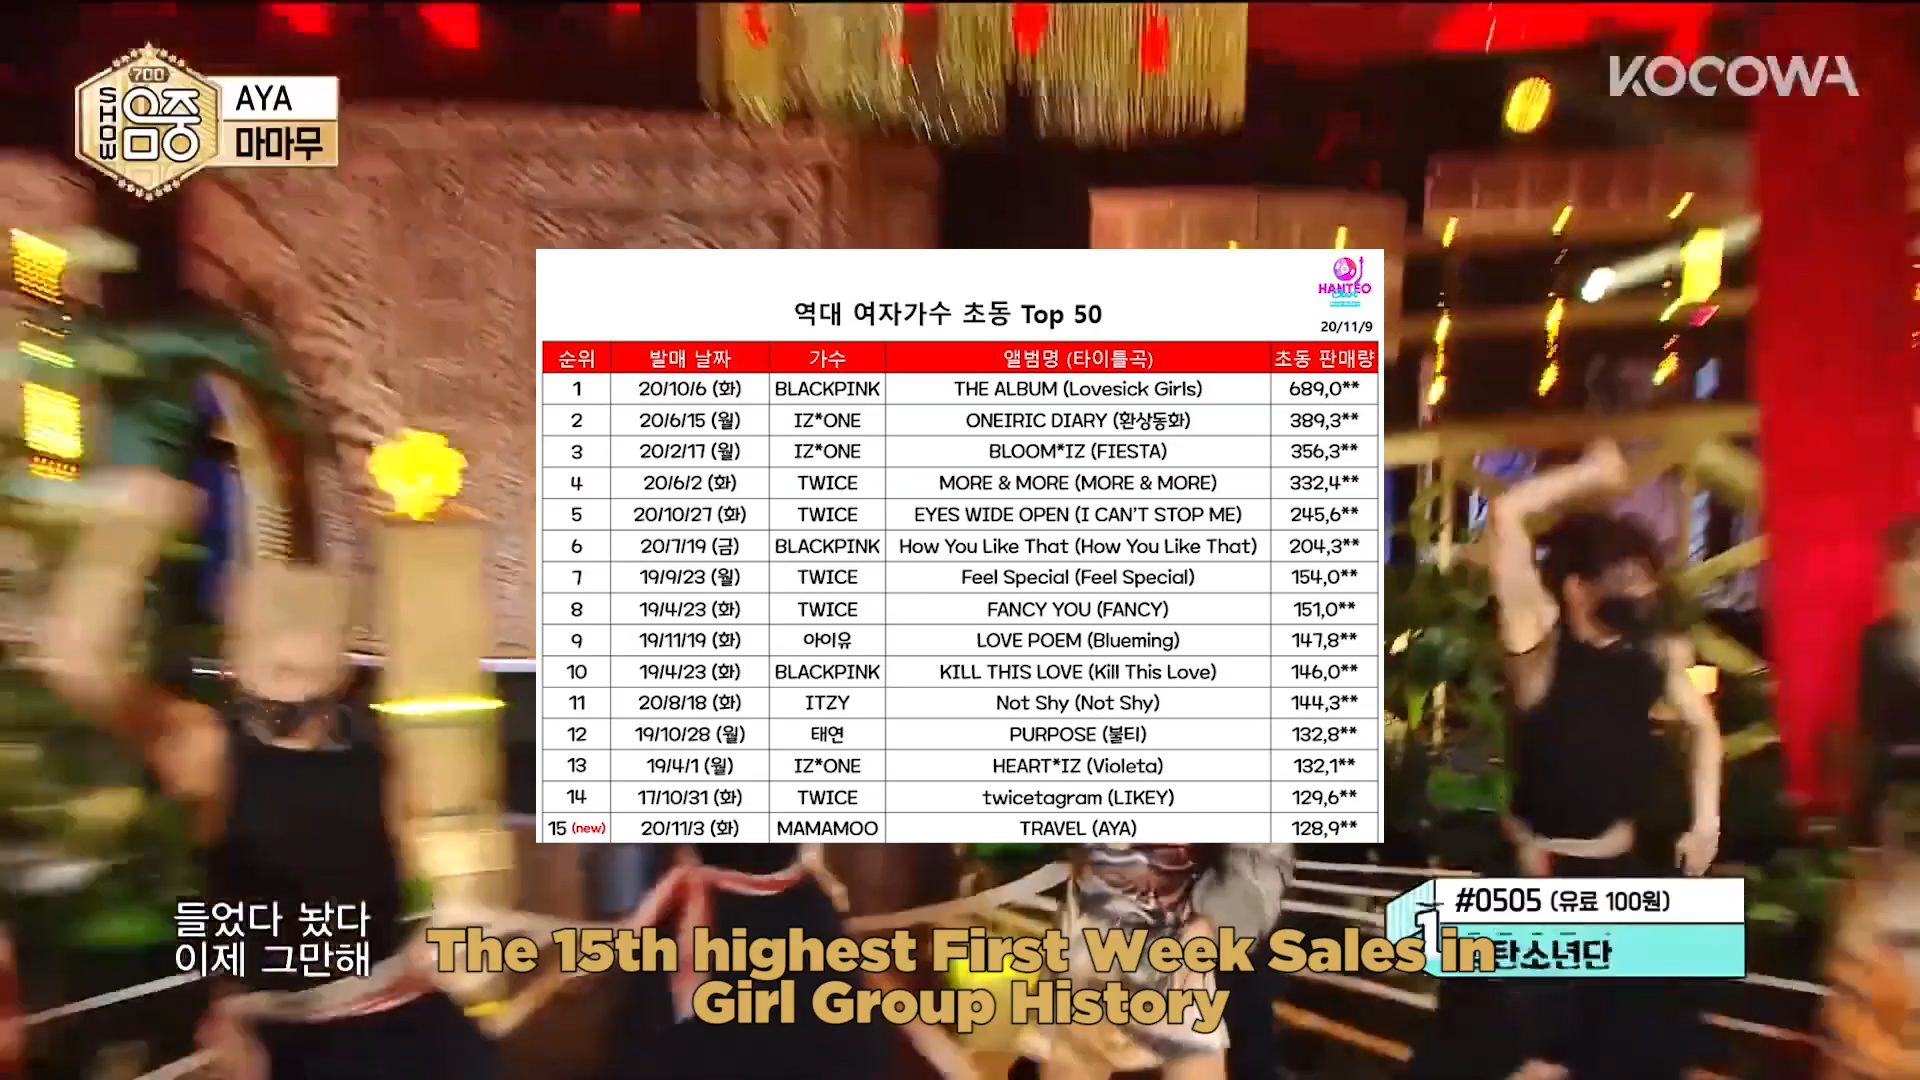 700
SHOW
음중
AYA
마마무
KOCOWA
HANTEO
역대 여자가수 초동 Top 50
20/11/9
순위 발매 날짜 가수 앨범명 (타이틀곡) 초동 판매량
1 20/10/6 (화) BLACKPINK THE ALBUM (Lovesick Girls) 689,0**
2 20/6/15 (월) IZ*ONE ONEIRIC DIARY (환상동화) 389,3**
3 20/2/17 (월) IZ*ONE BLOOM*IZ (FIESTA) 356,3**
4 20/6/2 (화) TWICE MORE & MORE (MORE & MORE) 332,4**
5 20/10/27 (화) TWICE EYES WIDE OPEN (I CAN'T STOP ME) 245,6**
6 20/7/19 (금) BLACKPINK How You Like That (How You Like That) 204,3**
7 19/9/23 (월) TWICE Feel Special (Feel Special) 154,0**
8 19/4/23 (화) TWICE FANCY YOU (FANCY) 151,0**
9 19/11/19 (화) 아이유 LOVE POEM (Blueming) 147,8**
10 19/4/23 (화) BLACKPINK KILL THIS LOVE (Kill This Love) 146,0**
11 20/8/18 (화) ITZY Not Shy (Not Shy) 144,3**
12 19/10/28 (월) 태연 PURPOSE (불티) 132,8**
13 19/4/1 (월) IZ*ONE HEART*IZ (Violeta) 132,1**
14 17/10/31 (화) TWICE twicetagram (LIKEY) 129,6**
15 (new) 20/11/3 (화) MAMAMOO TRAVEL (AYA) 128,9**
들었다 놨다
이제 그만해
#0505 (유료 100원)
1 탄소년단
The 15th highest First Week Sales in
Girl Group History